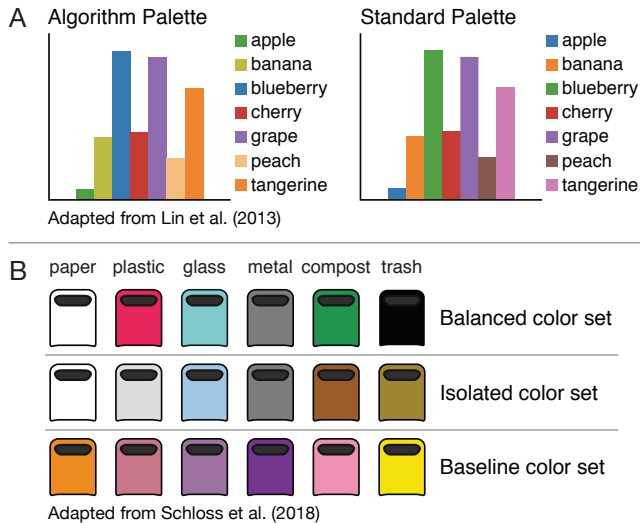 A
Algorithm Palette
apple
banana
blueberry
cherry
grape
peach
tangerine
Standard Palette
apple
banana
blueberry
cherry
grape
peach
tangerine
Adapted from Lin et al. (2013)
B
paper plastic glass metal compost trash
Balanced color set
Isolated color set
Baseline color set
Adapted from Schloss et al. (2018)